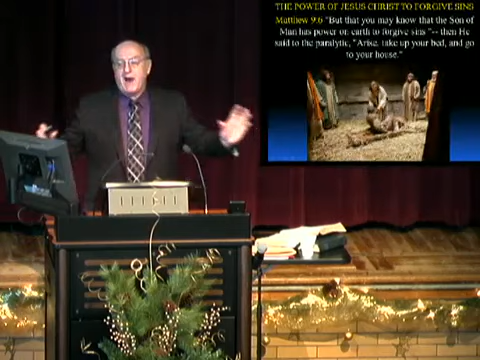 THE POWER OF JESUS CHRIST TO FORGIVE SINS
Matthew 9:6 "But that you may know that the Son of
Man has power on earth to forgive sins "-- then He
said to the paralytic, "Arise, take up your bed, and go
to your house."